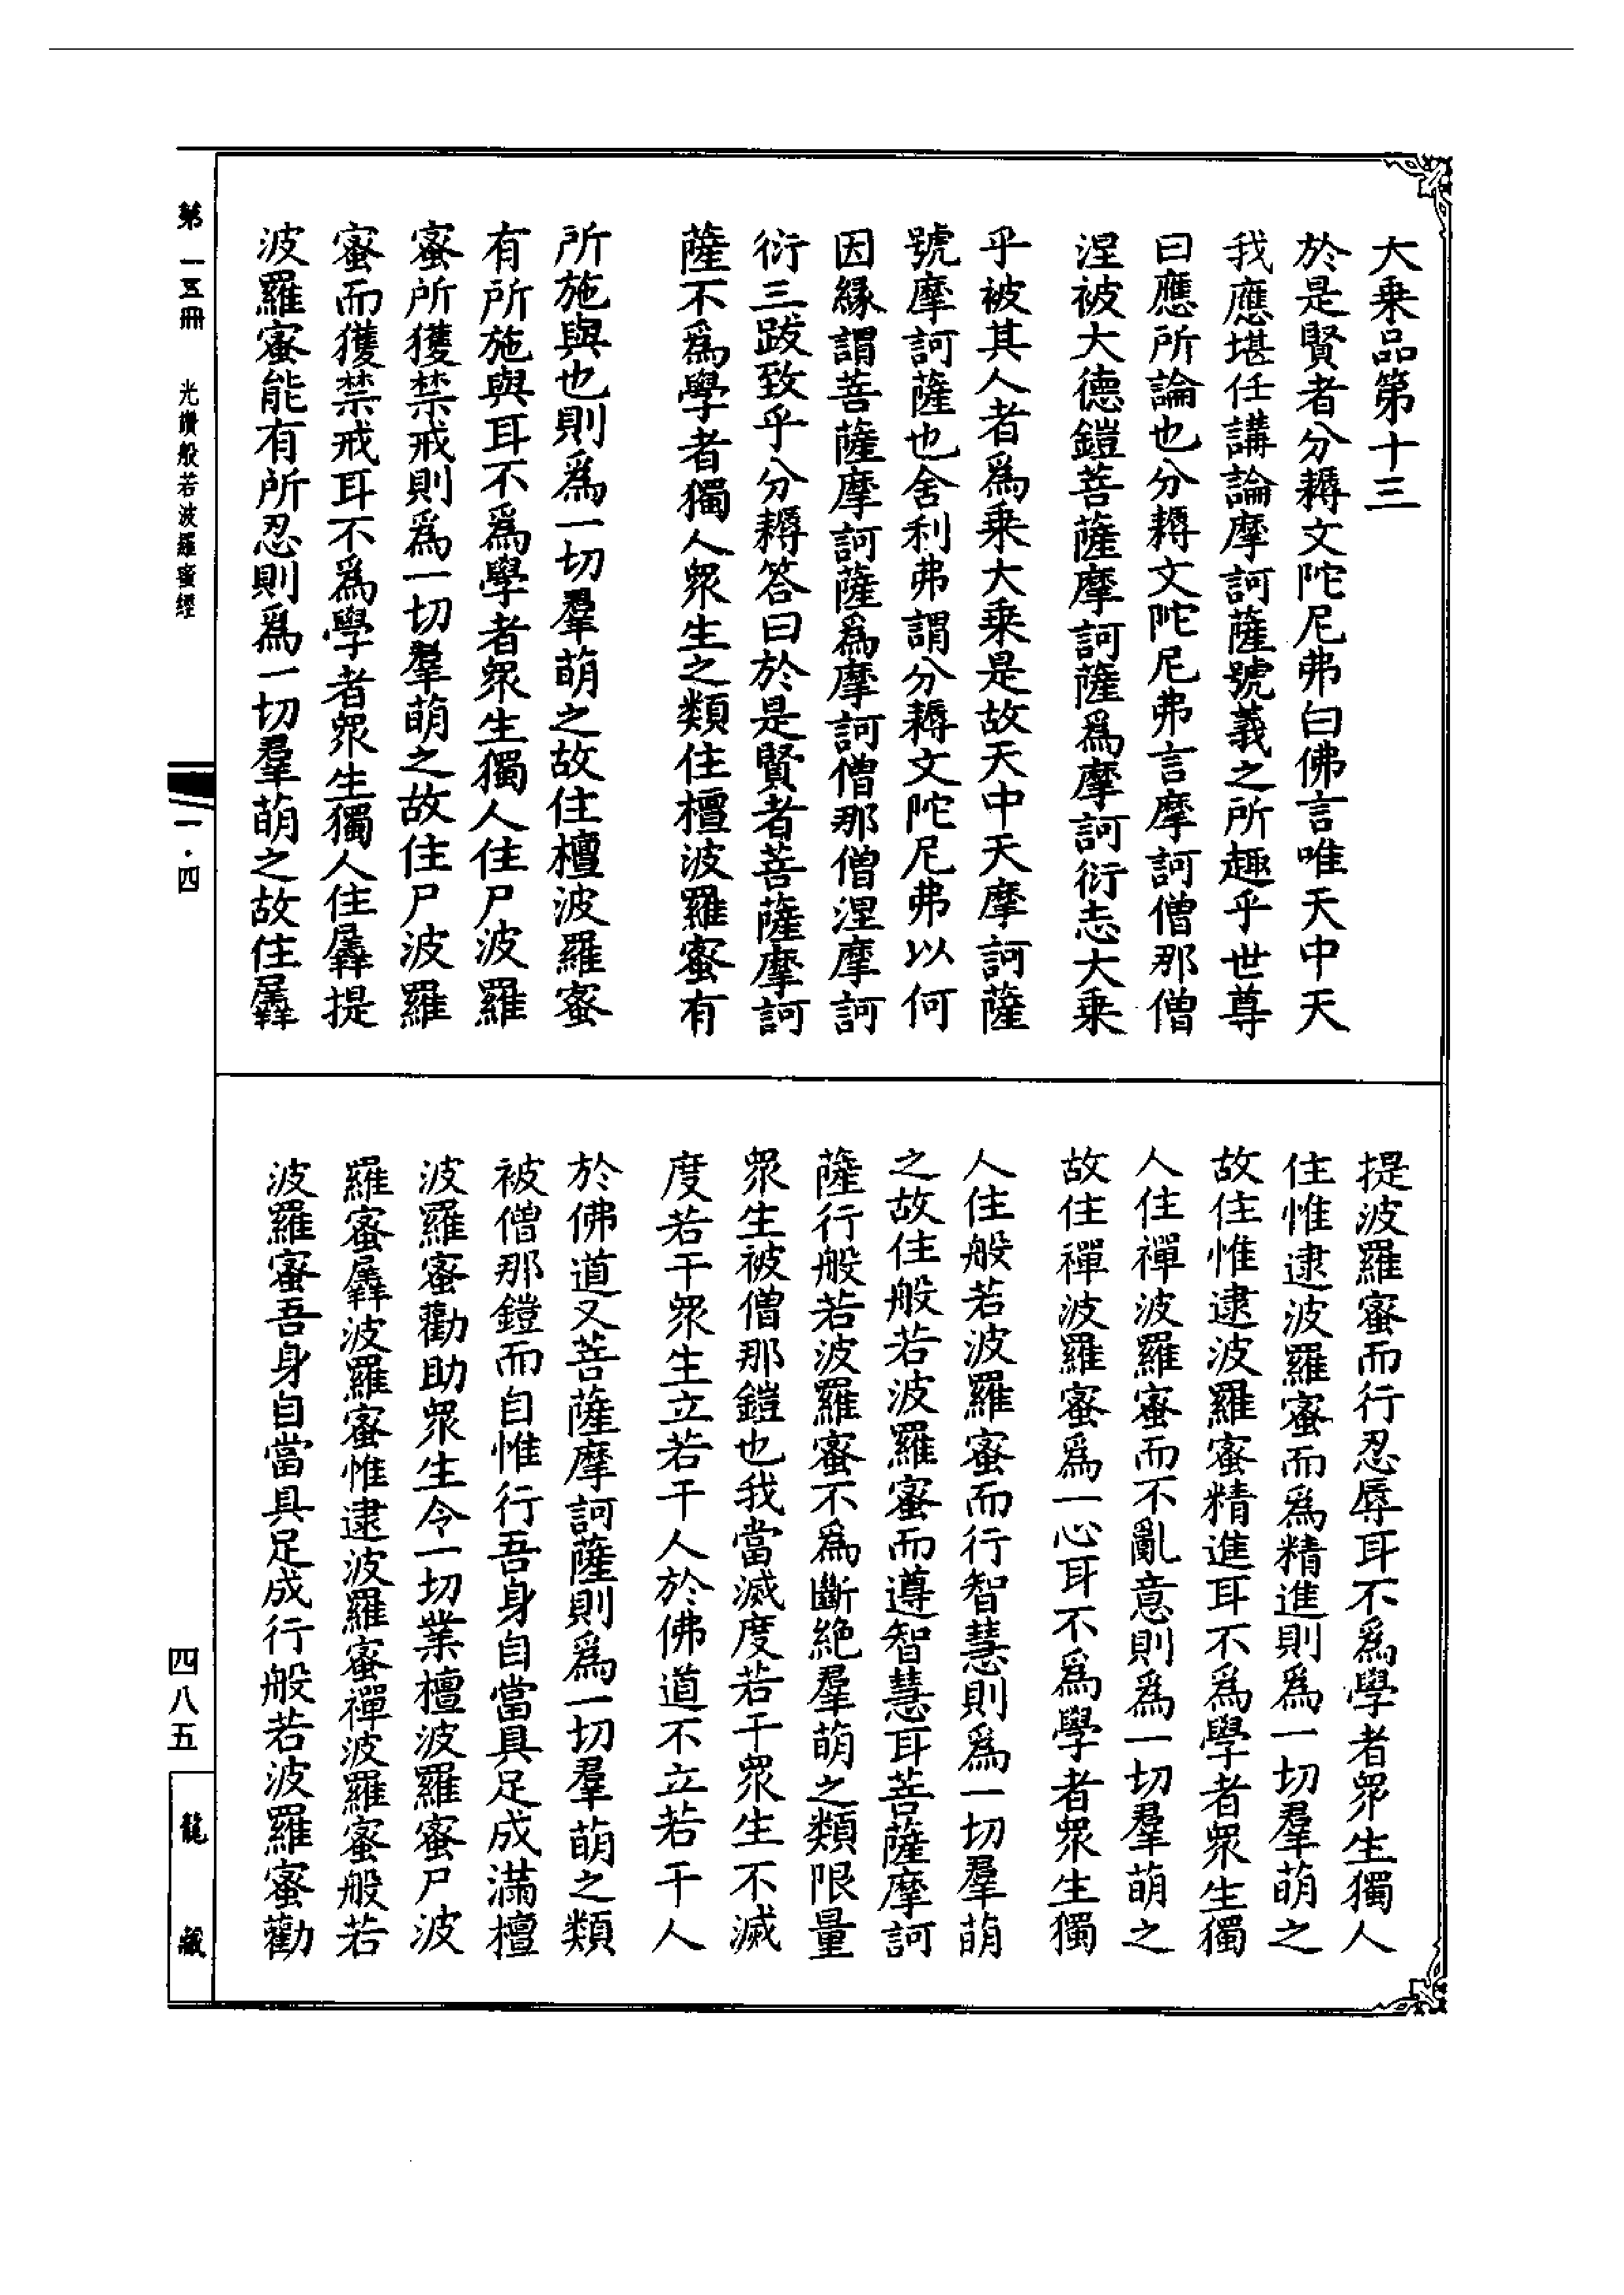 大乗品第十三
於是賢者分耨文陀尼弗白佛言唯天中天
我應堪任講論摩訶薩號義之所趣乎世尊
曰應所論也分耨文陀尼弗言摩訶僧那僧
涅被大德鎧菩薩摩訶薩爲摩訶衍志大乗
乎被其人者爲乗大乗是故天中天摩訶薩
號摩訶薩也舍利弗謂分耨文陀尼弗以何
因緣謂菩薩摩訶薩爲摩訶僧那僧涅摩訶
衍三跋致乎分耨答曰於是賢者菩薩摩訶
薩不爲學者獨人衆生之類住檀波羅蜜有
所施與也則爲一切羣萌之故住檀波羅蜜
有所施與耳不爲學者衆生獨人住尸波羅
蜜所獲禁戒則爲一切羣萌之故住尸波羅
蜜而獲禁戒耳不爲學者衆生獨人住羼提
波羅蜜能有所忍則爲一切羣萌之故住羼
提波羅蜜而行忍辱耳不爲學者衆生獨人
住惟逮波羅蜜而爲精進則爲一切羣萌之
故住惟逮波羅蜜精進耳不爲學者衆生獨
人住禪波羅蜜而不亂意則爲一切羣萌之
故住禪波羅蜜爲一心耳不爲學者衆生獨
人住般若波羅蜜而行智慧則爲一切羣萌
之故住般若波羅蜜而遵智慧耳菩薩摩訶
薩行般若波羅蜜不爲斷絶羣萌之類限量
衆生被僧那鎧也我當滅度若干衆生不滅
度若干衆生立若干人於佛道不立若干人
於佛道又菩薩摩訶薩則爲一切羣萌之類
被僧那鎧而自惟行吾身自當具足成滿檀
波羅蜜勸助衆生令一切業檀波羅蜜尸波
羅蜜羼波羅蜜惟逮波羅蜜禪波羅蜜般若
波羅蜜吾身自當具足成行般若波羅蜜勸
第一五冊 光讚般若波羅蜜經
一·四
四八五
龍藏